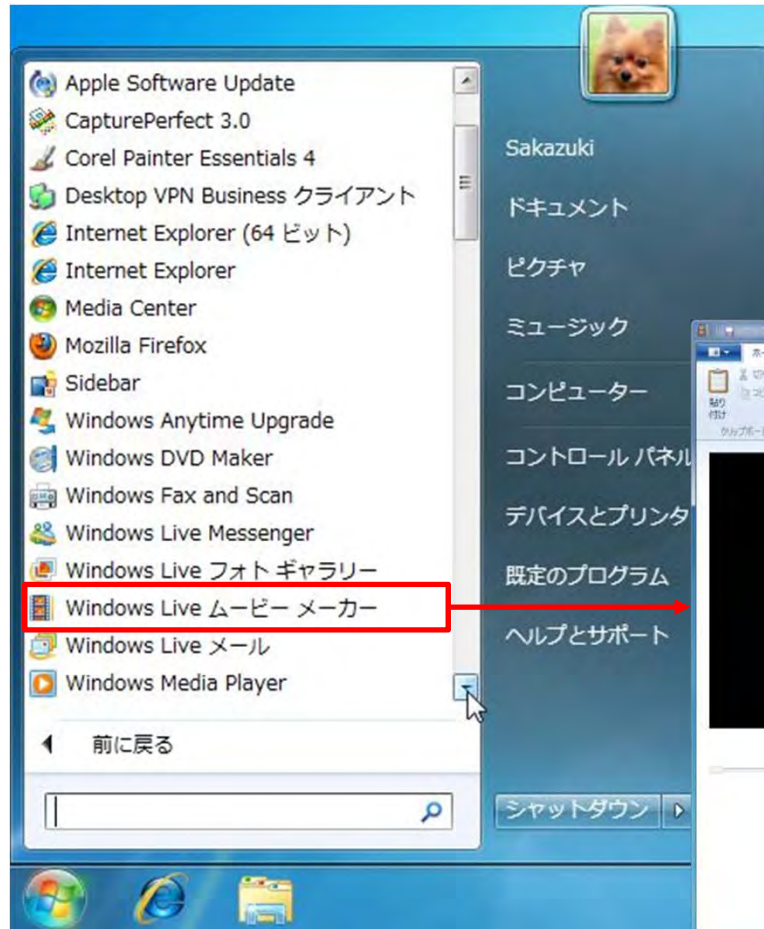 Apple Software Update
CapturePerfect 3.0
Corel Painter Essentials 4
Desktop VPN Business クライアント
Internet Explorer (64 ビット)
Internet Explorer
Media Center
Mozilla Firefox
Sidebar
Windows Anytime Upgrade
Windows DVD Maker
Windows Fax and Scan
Windows Live Messenger
Windows Live フォト ギャラリー
Windows Live ムービー メーカー
Windows Live メール
Windows Media Player
前に戻る
Sakazuki
ドキュメント
ピクチャ
ミュージック
コンピューター
コントロール パネル
デバイスとプリンタ
既定のプログラム
ヘルプとサポート
シャットダウン
貼り
付け